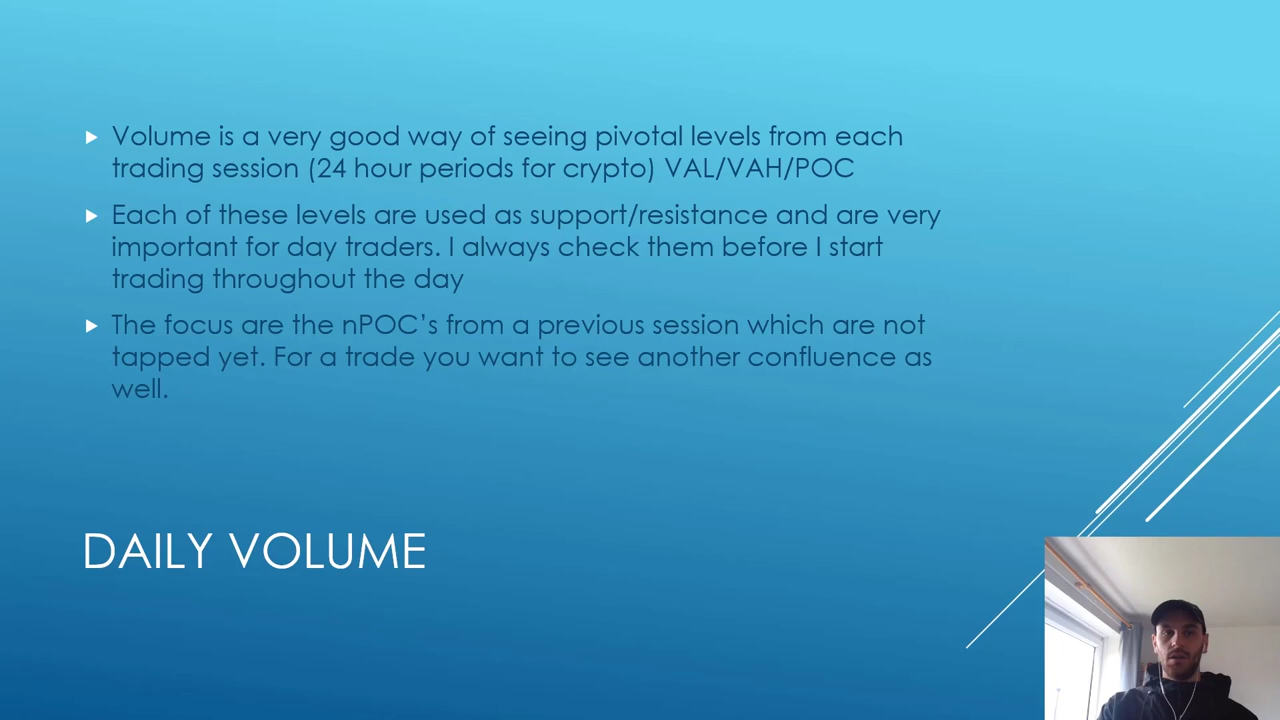 Volume is a very good way of seeing pivotal levels from each
trading session (24 hour periods for crypto) VAL/VAH/POC
Each of these levels are used as support/resistance and are very
important for day traders. I always check them before I start
trading throughout the day
The focus are the nPOC’s from a previous session which are not
tapped yet. For a trade you want to see another confluence as
well.
DAILY VOLUME